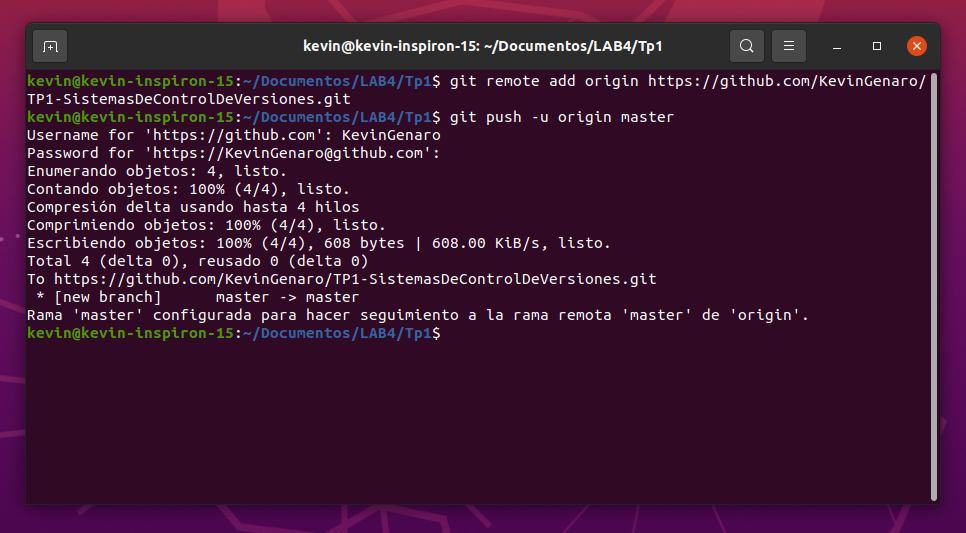 kevin@kevin-inspiron-15: ~/Documentos/LAB4/Tp1
kevin@kevin-inspiron-15:~/Documentos/LAB4/Tp1$ git remote add origin https://github.com/KevinGenaro/
TP1-SistemasDeControlDeVersiones.git
kevin@kevin-inspiron-15:~/Documentos/LAB4/Tp1$ git push -u origin master
Username for 'https://github.com': KevinGenaro
Password for 'https://KevinGenaro@github.com':
Enumerando objetos: 4, listo.
Contando objetos: 100% (4/4), listo.
Compresión delta usando hasta 4 hilos
Comprimiendo objetos: 100% (4/4), listo.
Escribiendo objetos: 100% (4/4), 608 bytes | 608.00 KiB/s, listo.
Total 4 (delta 0), reusado 0 (delta 0)
To https://github.com/KevinGenaro/TP1-SistemasDeControlDeVersiones.git
 * [new branch]      master -> master
Rama 'master' configurada para hacer seguimiento a la rama remota 'master' de 'origin'.
kevin@kevin-inspiron-15:~/Documentos/LAB4/Tp1$